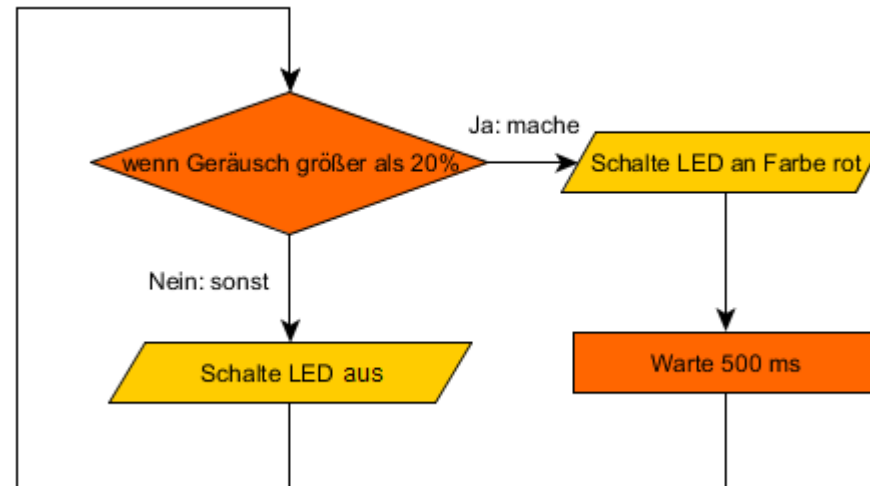 Ja: mache
wenn Geräusch größer als 20%
Schalte LED an Farbe rot
Nein: sonst
Schalte LED aus
Warte 500 ms